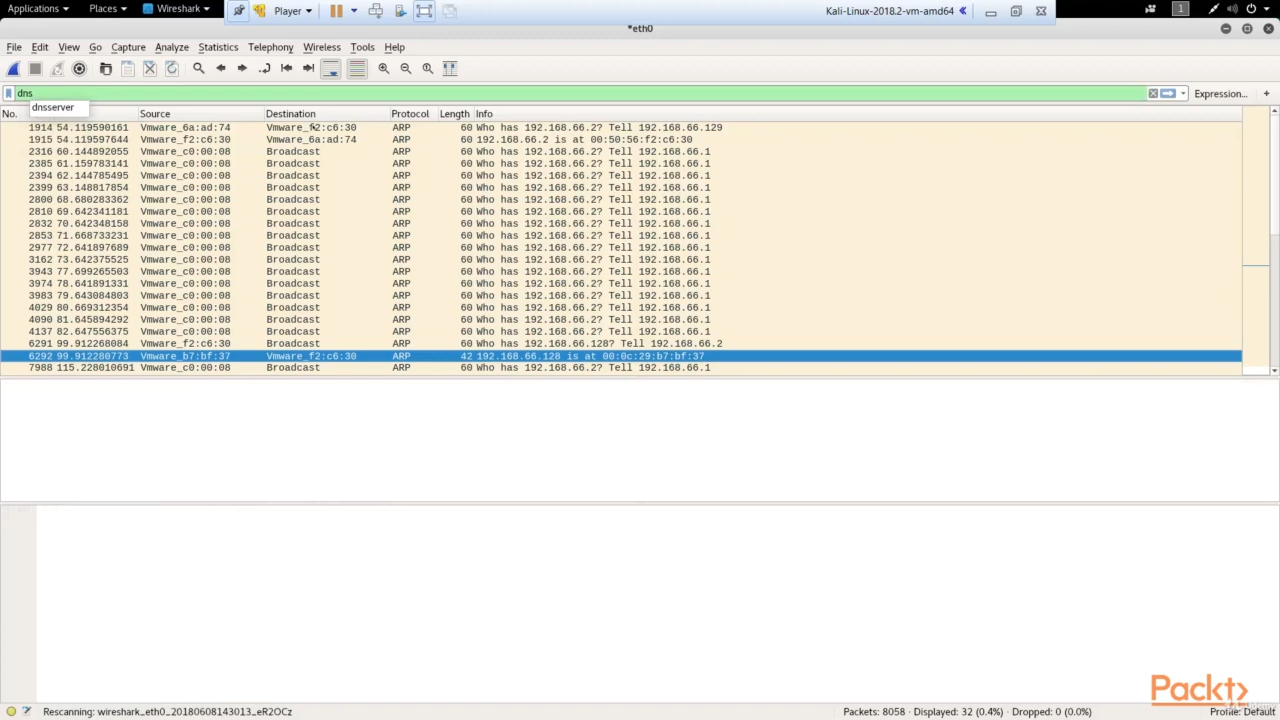 Applications Places Wireshark Player Kali-Linux-2018.2-vm-amd64 1
*eth0
File Edit View Go Capture Analyze Statistics Telephony Wireless Tools Help
dns Expression... +
dnsserver
No. Source Destination Protocol Length Info
1914 54.119590161 Vmware_6a:ad:74 Vmware_f2:c6:30 ARP 60 Who has 192.168.66.2? Tell 192.168.66.129
1915 54.119597644 Vmware_f2:c6:30 Vmware_6a:ad:74 ARP 60 192.168.66.2 is at 00:50:56:f2:c6:30
2316 60.144892055 Vmware_c0:00:08 Broadcast ARP 60 Who has 192.168.66.2? Tell 192.168.66.1
2385 61.159783141 Vmware_c0:00:08 Broadcast ARP 60 Who has 192.168.66.2? Tell 192.168.66.1
2394 62.144785495 Vmware_c0:00:08 Broadcast ARP 60 Who has 192.168.66.2? Tell 192.168.66.1
2399 63.148817854 Vmware_c0:00:08 Broadcast ARP 60 Who has 192.168.66.2? Tell 192.168.66.1
2800 68.680283362 Vmware_c0:00:08 Broadcast ARP 60 Who has 192.168.66.2? Tell 192.168.66.1
2810 69.642341181 Vmware_c0:00:08 Broadcast ARP 60 Who has 192.168.66.2? Tell 192.168.66.1
2832 70.642348158 Vmware_c0:00:08 Broadcast ARP 60 Who has 192.168.66.2? Tell 192.168.66.1
2853 71.668733231 Vmware_c0:00:08 Broadcast ARP 60 Who has 192.168.66.2? Tell 192.168.66.1
2977 72.641897689 Vmware_c0:00:08 Broadcast ARP 60 Who has 192.168.66.2? Tell 192.168.66.1
3162 73.642375525 Vmware_c0:00:08 Broadcast ARP 60 Who has 192.168.66.2? Tell 192.168.66.1
3943 77.699265503 Vmware_c0:00:08 Broadcast ARP 60 Who has 192.168.66.2? Tell 192.168.66.1
3974 78.641891331 Vmware_c0:00:08 Broadcast ARP 60 Who has 192.168.66.2? Tell 192.168.66.1
3983 79.643084803 Vmware_c0:00:08 Broadcast ARP 60 Who has 192.168.66.2? Tell 192.168.66.1
4029 80.669312354 Vmware_c0:00:08 Broadcast ARP 60 Who has 192.168.66.2? Tell 192.168.66.1
4090 81.645894292 Vmware_c0:00:08 Broadcast ARP 60 Who has 192.168.66.2? Tell 192.168.66.1
4137 82.647556375 Vmware_c0:00:08 Broadcast ARP 60 Who has 192.168.66.2? Tell 192.168.66.1
6291 99.912268084 Vmware_f2:c6:30 Broadcast ARP 60 Who has 192.168.66.128? Tell 192.168.66.2
6292 99.912280773 Vmware_b7:bf:37 Vmware_f2:c6:30 ARP 42 192.168.66.128 is at 00:0c:29:b7:bf:37
7988 115.228010691 Vmware_c0:00:08 Broadcast ARP 60 Who has 192.168.66.2? Tell 192.168.66.1
Packt
Rescanning: wireshark_eth0_20180608143013_eR2OCz Packets: 8058 · Displayed: 32 (0.4%) · Dropped: 0 (0.0%) Profile: Default